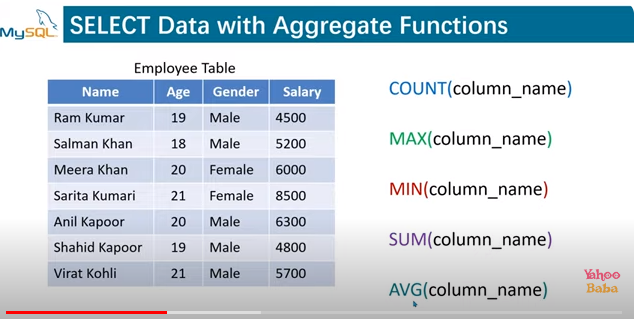 MySQL
SELECT Data with Aggregate Functions
Employee Table
Name Age Gender Salary
Ram Kumar 19 Male 4500
Salman Khan 18 Male 5200
Meera Khan 20 Female 6000
Sarita Kumari 21 Female 8500
Anil Kapoor 20 Male 6300
Shahid Kapoor 19 Male 4800
Virat Kohli 21 Male 5700
COUNT(column_name)
MAX(column_name)
MIN(column_name)
SUM(column_name)
AVG(column_name)
Yahoo
Baba